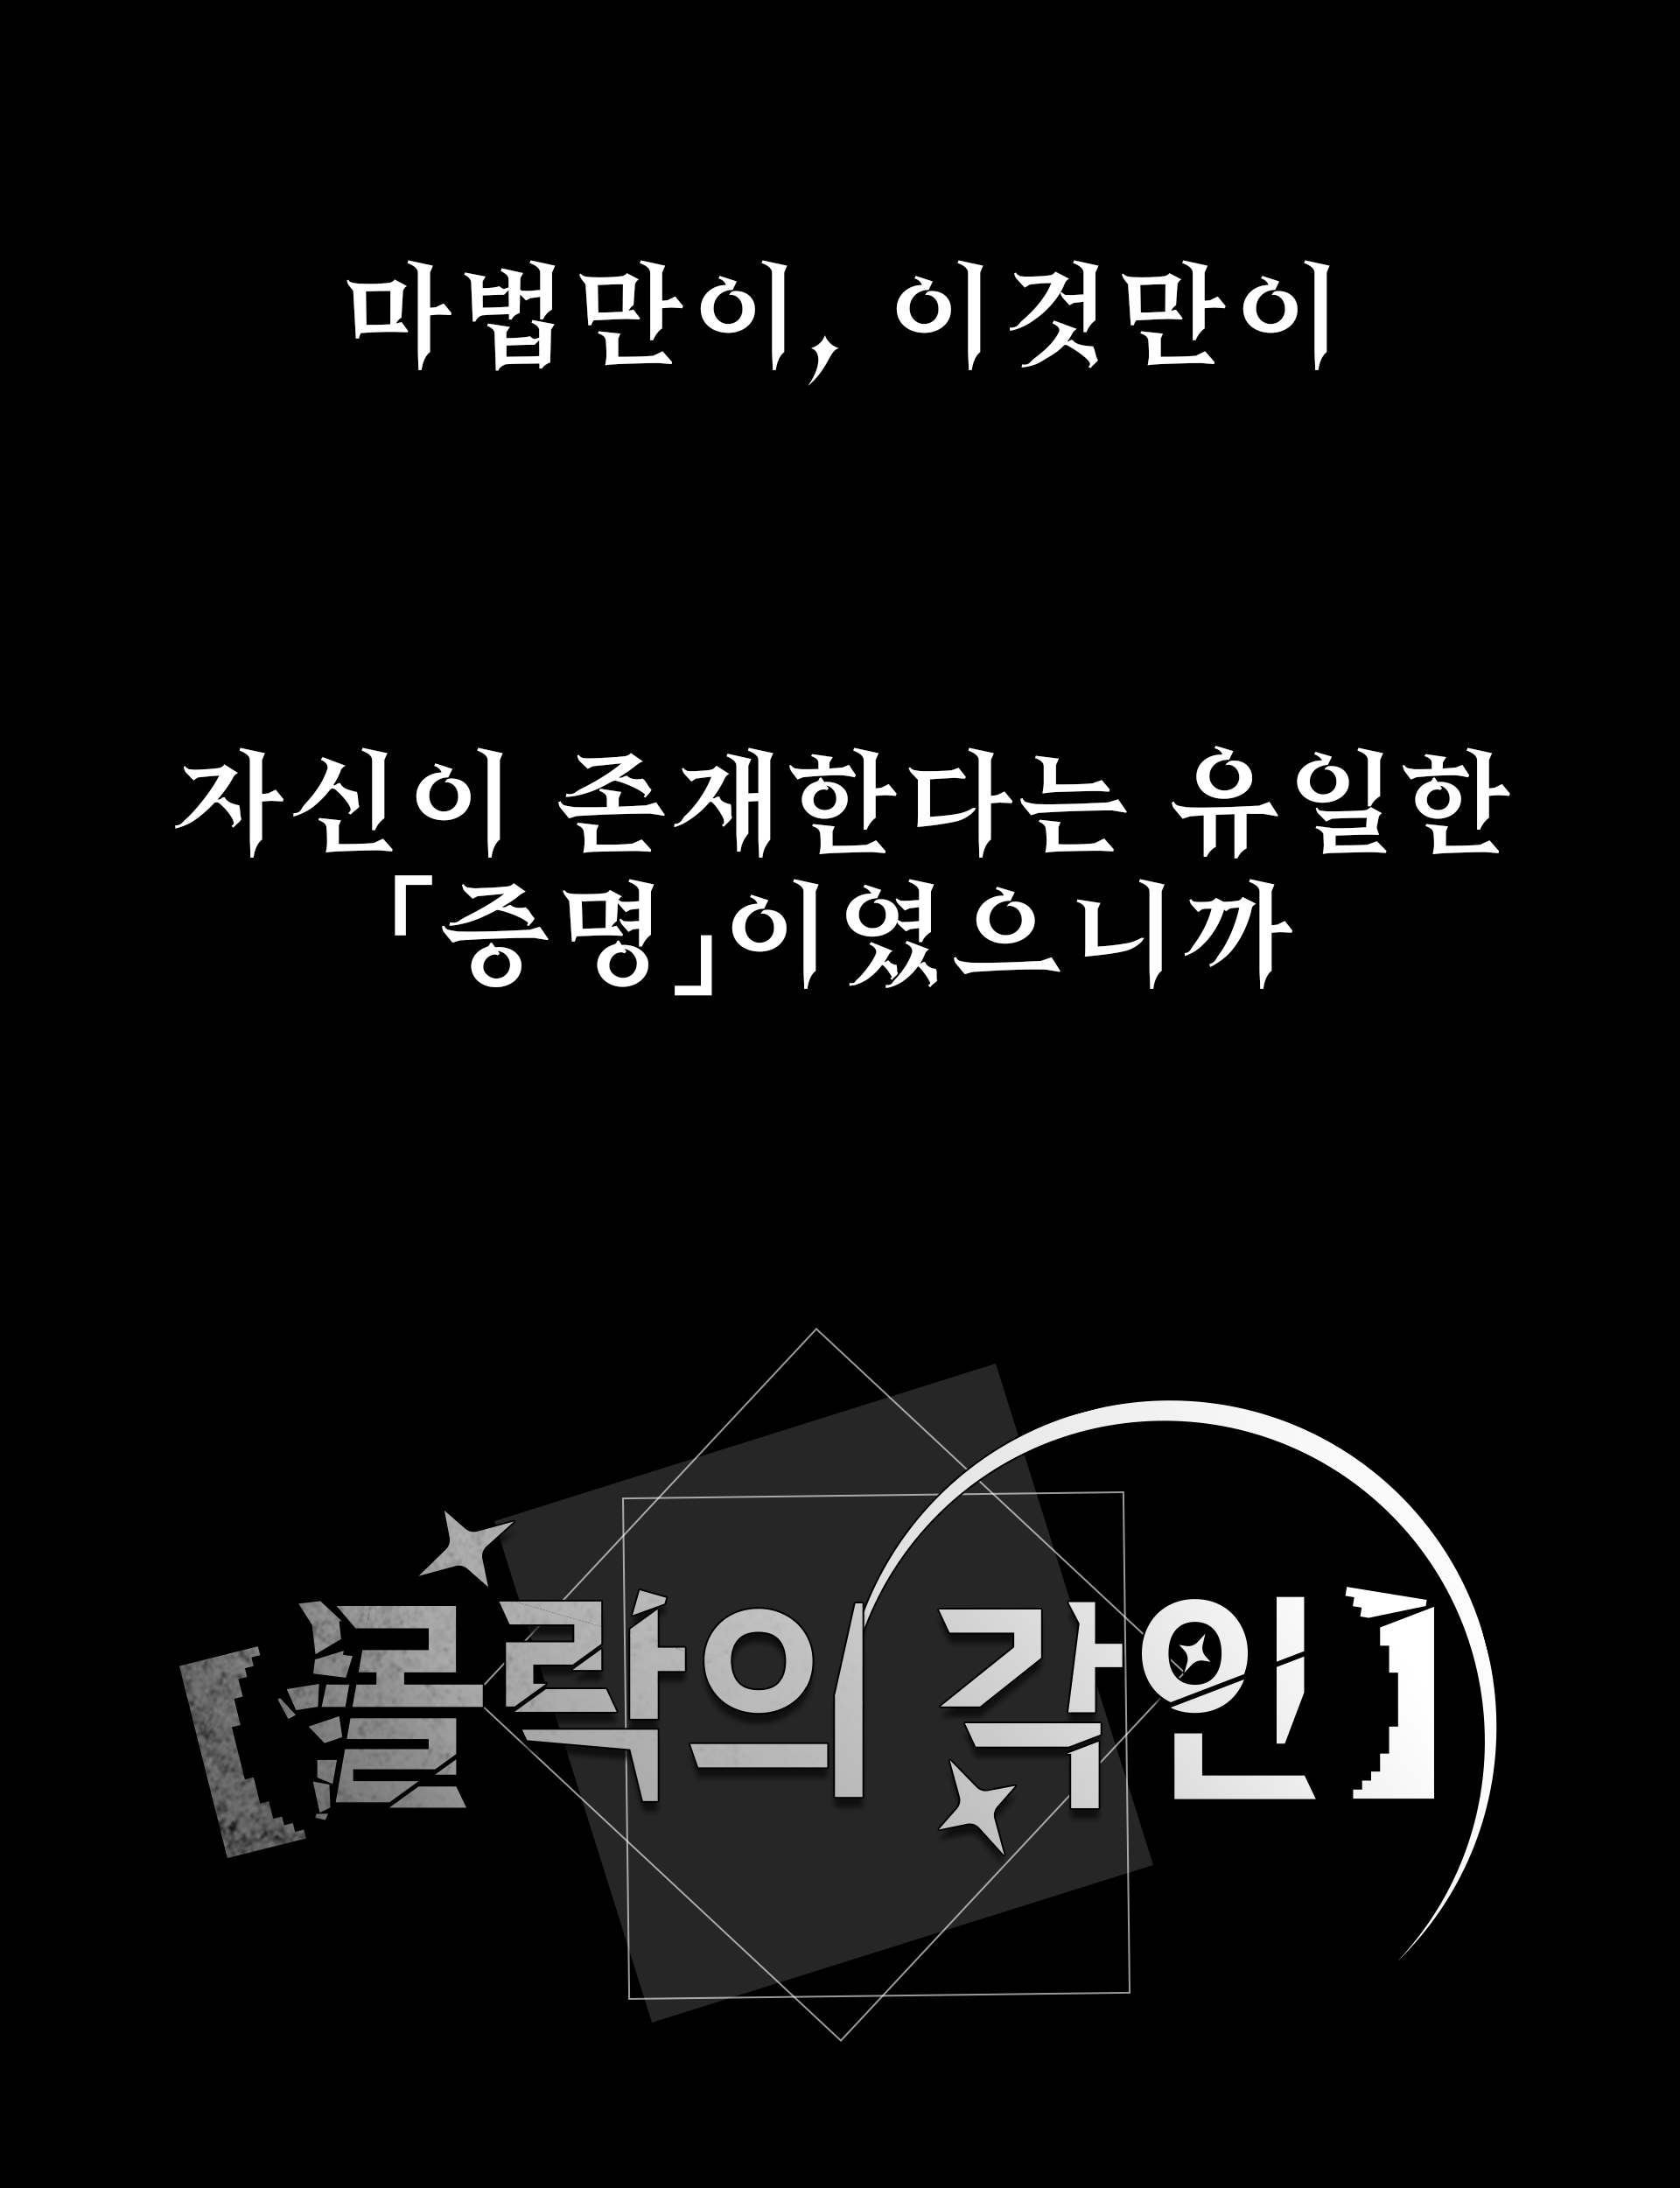 마법만이, 이것만이
자신이 존재한다는 유일한
「증명」이였으니까
【몰락의 각인】